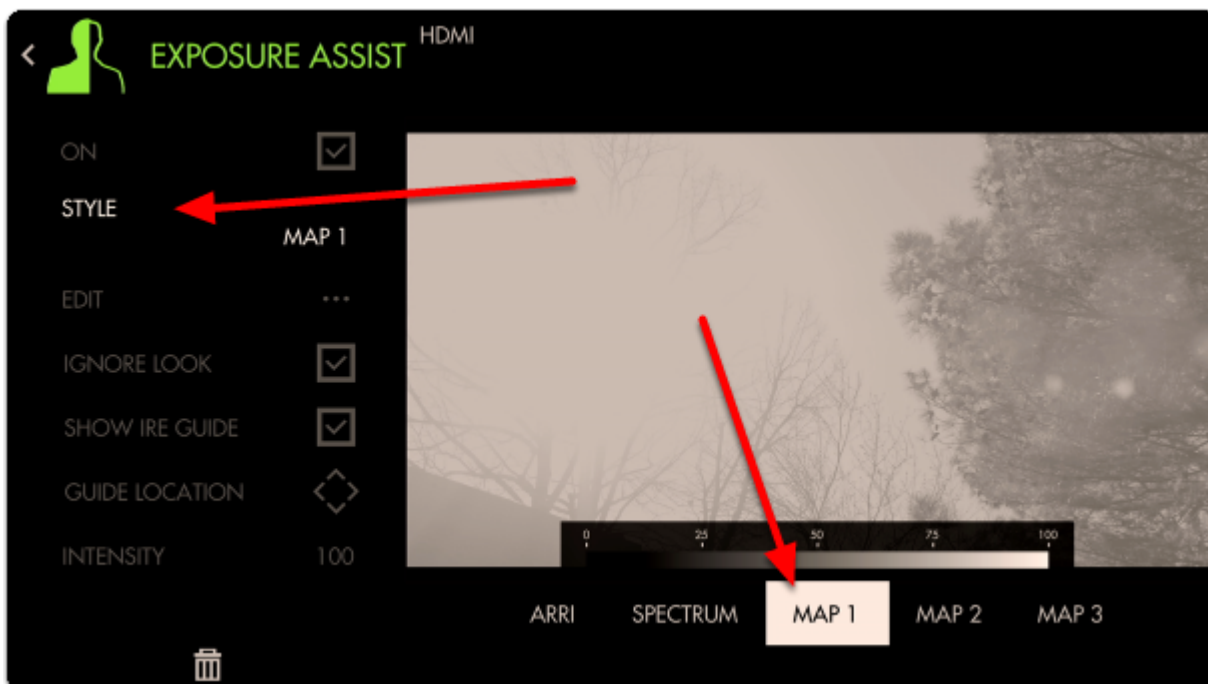 EXPOSURE ASSIST
HDMI
ON
STYLE
MAP 1
EDIT
IGNORE LOOK
SHOW IRE GUIDE
GUIDE LOCATION
INTENSITY 100
0 25 50 75 100
ARRI SPECTRUM MAP 1 MAP 2 MAP 3